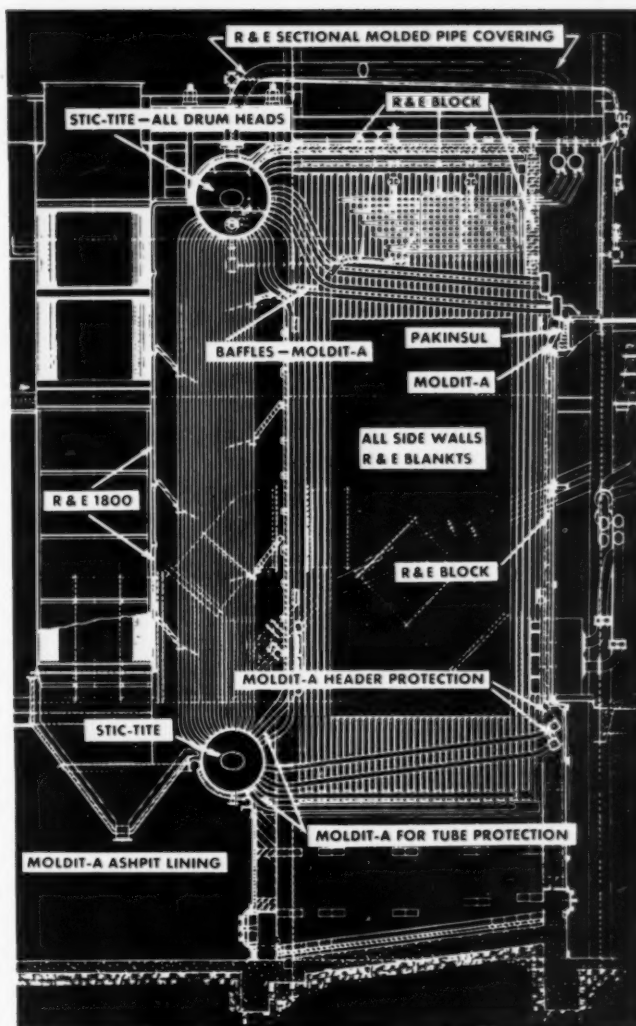 R & E SECTIONAL MOLDED PIPE COVERING
R & E BLOCK
STIC-TITE—ALL DRUM HEADS
BAFFLES—MOLDIT-A
PAKINSUL
MOLDIT-A
ALL SIDE WALLS
R & E BLANKTS
R & E 1800
R & E BLOCK
MOLDIT-A HEADER PROTECTION
STIC-TITE
MOLDIT-A FOR TUBE PROTECTION
MOLDIT-A ASHPIT LINING